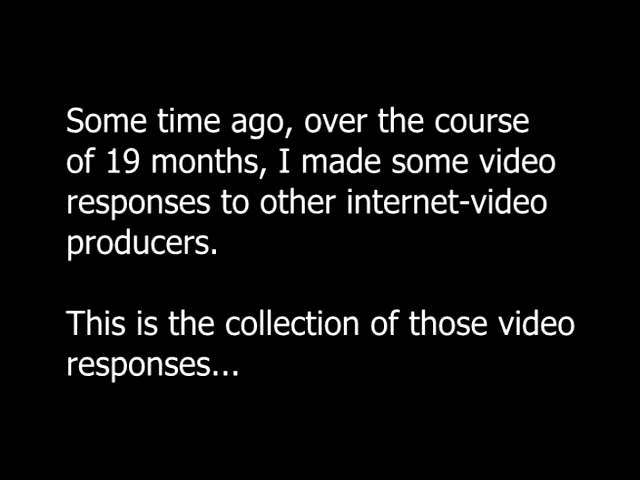 Some time ago, over the course
of 19 months, I made some video
responses to other internet-video
producers.
This is the collection of those video
responses...